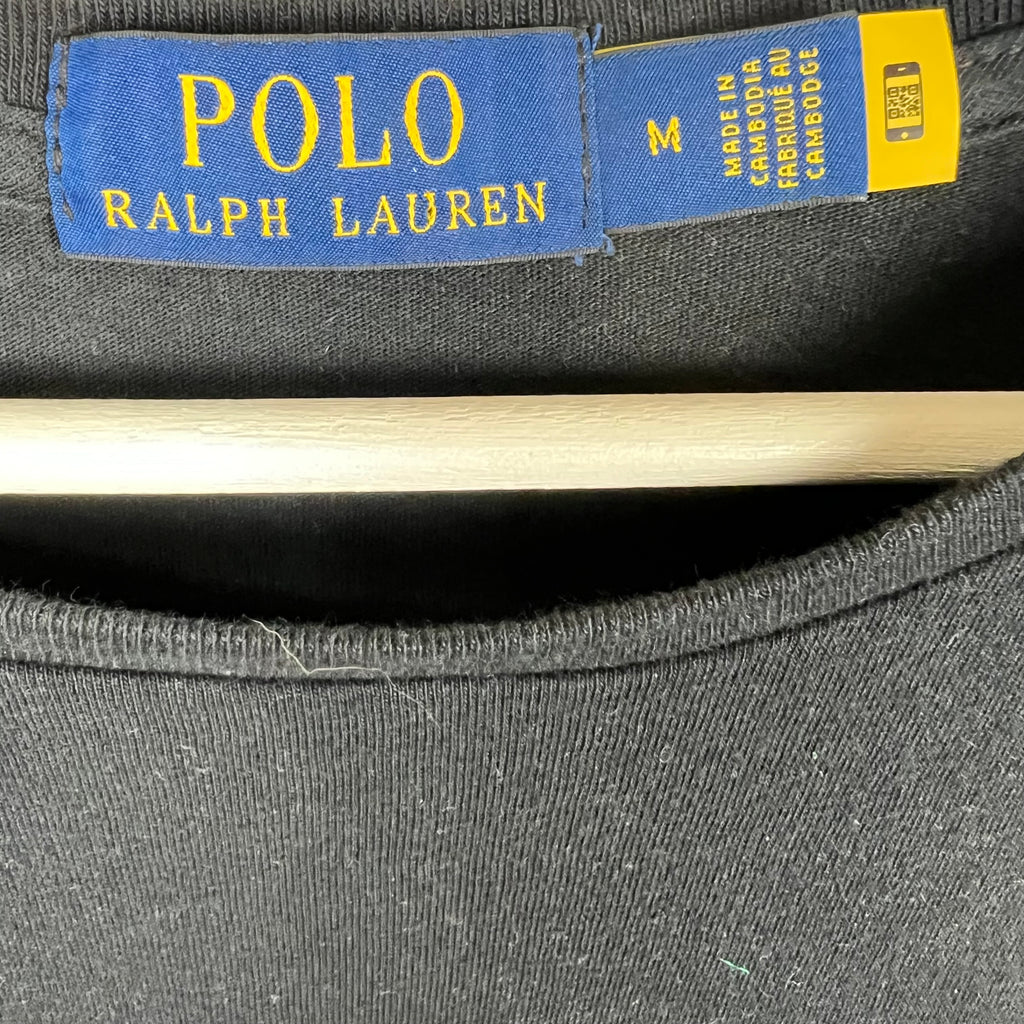 POLO
RALPH LAUREN
M
MADE IN
CAMBODIA
FABRIQUÉ AU
CAMBODGE